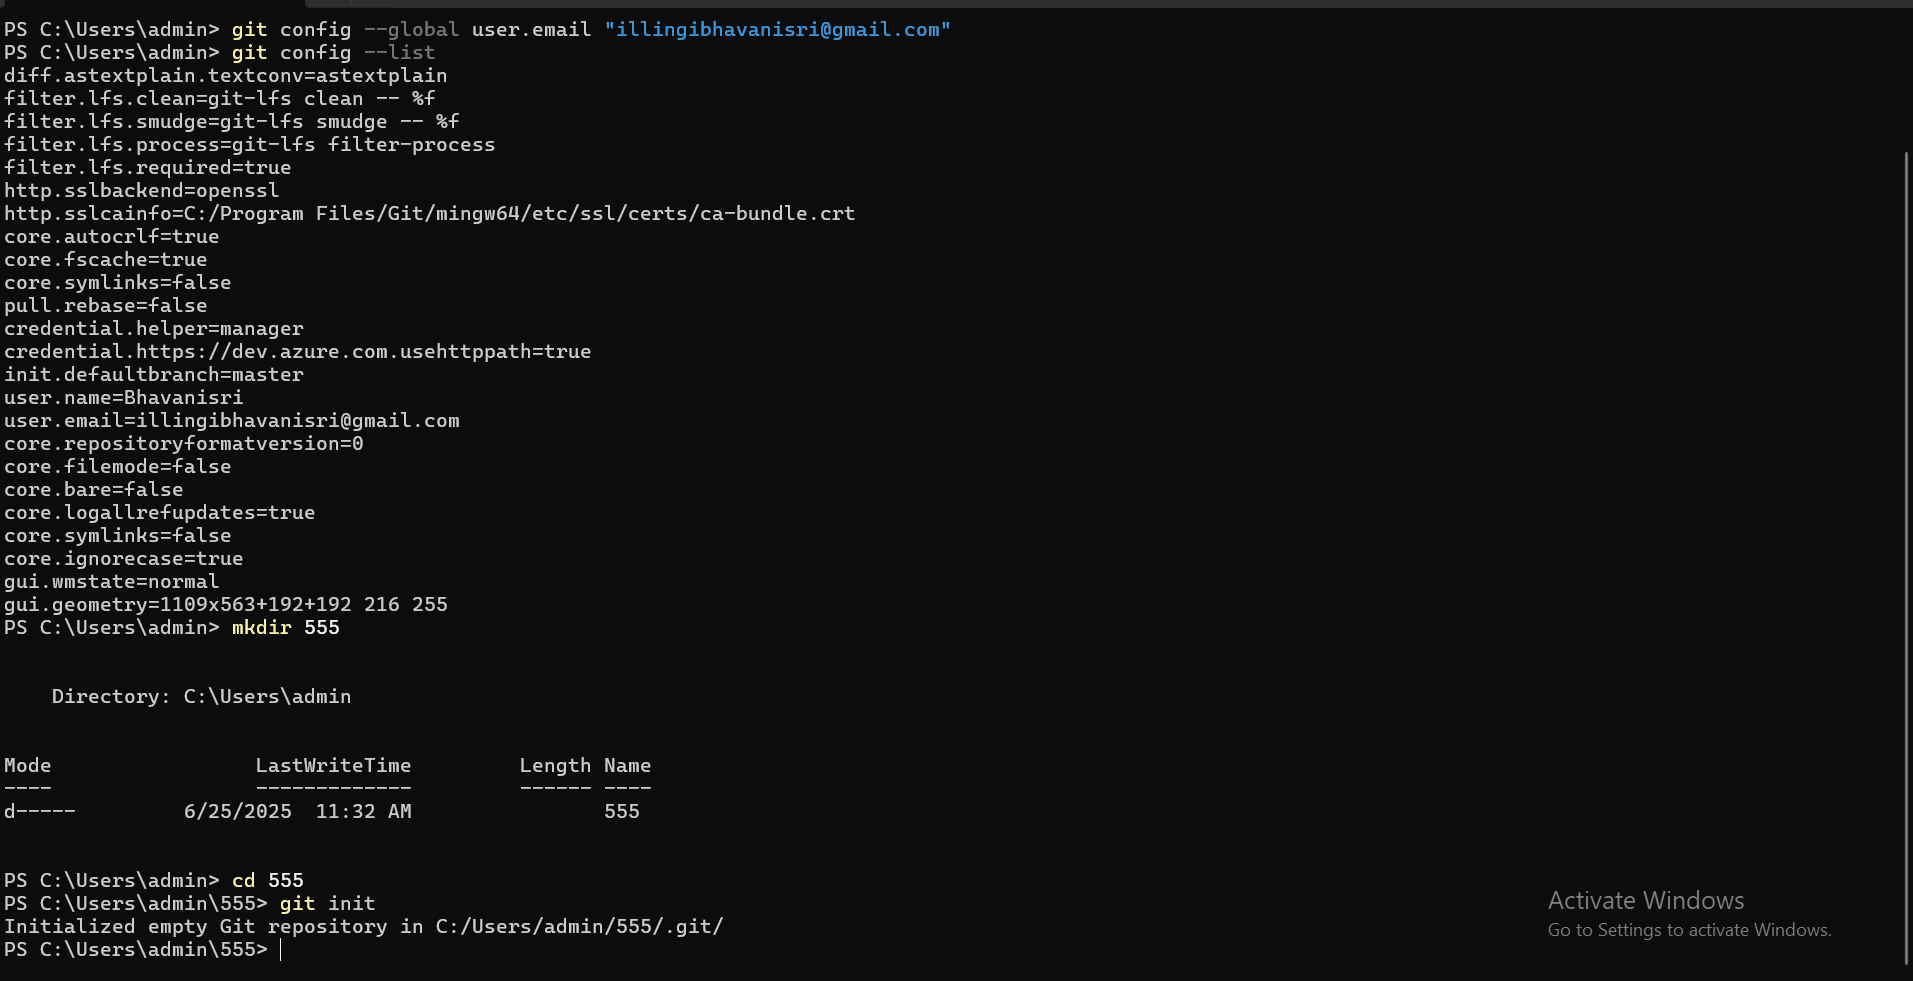 PS C:\Users\admin> git config --global user.email "illingibhavanisri@gmail.com"
PS C:\Users\admin> git config --list
diff.astextplain.textconv=astextplain
filter.lfs.clean=git-lfs clean -- %f
filter.lfs.smudge=git-lfs smudge -- %f
filter.lfs.process=git-lfs filter-process
filter.lfs.required=true
http.sslbackend=openssl
http.sslcainfo=C:/Program Files/Git/mingw64/etc/ssl/certs/ca-bundle.crt
core.autocrlf=true
core.fscache=true
core.symlinks=false
pull.rebase=false
credential.helper=manager
credential.https://dev.azure.com.usehttppath=true
init.defaultbranch=master
user.name=Bhavanisri
user.email=illingibhavanisri@gmail.com
core.repositoryformatversion=0
core.filemode=false
core.bare=false
core.logallrefupdates=true
core.symlinks=false
core.ignorecase=true
gui.wmstate=normal
gui.geometry=1109x563+192+192 216 255
PS C:\Users\admin> mkdir 555
    Directory: C:\Users\admin
Mode                 LastWriteTime         Length Name
----                 -------------         ------ ----
d-----         6/25/2025  11:32 AM                555
PS C:\Users\admin> cd 555
PS C:\Users\admin\555> git init
Initialized empty Git repository in C:/Users/admin/555/.git/
PS C:\Users\admin\555>
Activate Windows
Go to Settings to activate Windows.